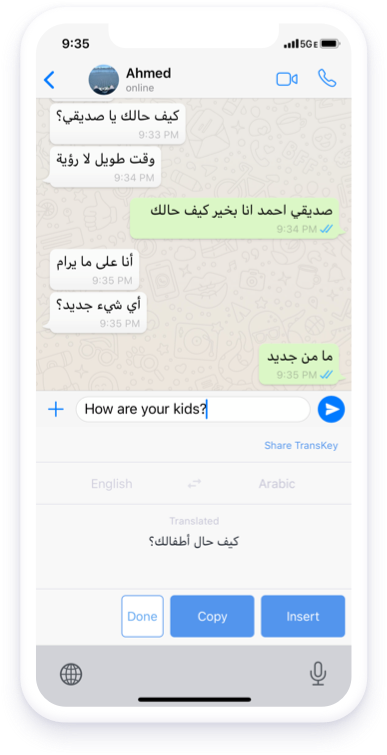 9:35
5GE
Ahmed
online
كيف حالك يا صديقي؟
9:33 PM
وقت طويل لا رؤية
9:34 PM
صديقي احمد انا بخير كيف حالك
9:34 PM
أنا على ما يرام
9:35 PM
أي شيء جديد؟
9:35 PM
ما من جديد
9:35 PM
How are your kids?
Share TransKey
English
Arabic
Translated
كيف حال أطفالك؟
Done Copy Insert